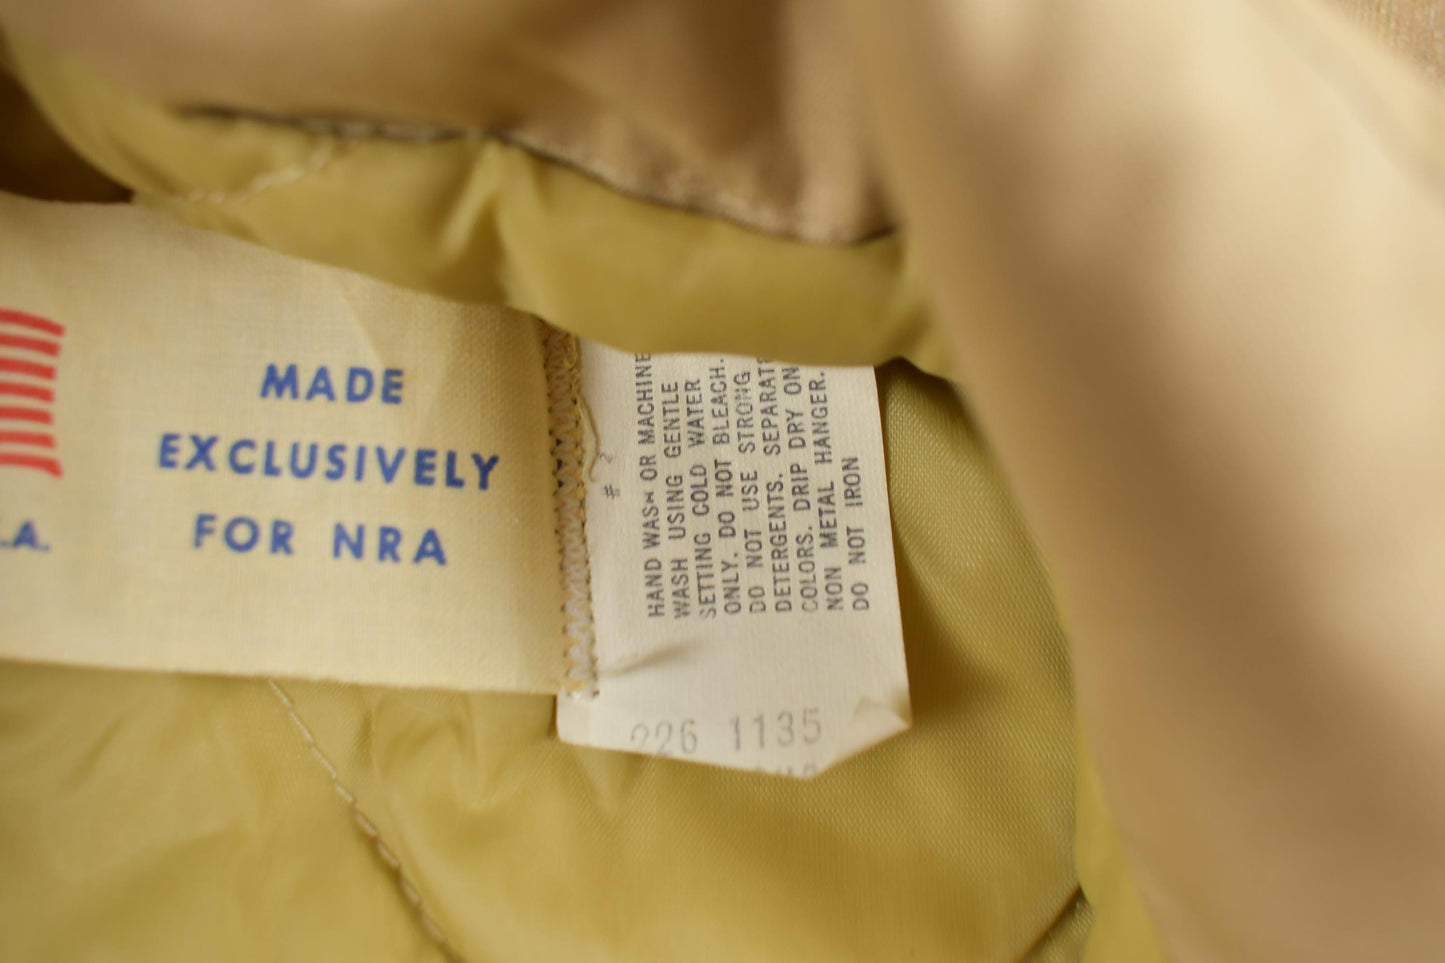 .A.
MADE
EXCLUSIVELY
FOR NRA
#
HAND WASH OR MACHINE
WASH USING GENTLE
SETTING COLD WATER
ONLY. DO NOT BLEACH.
DO NOT USE STRONG
DETERGENTS. SEPARAT
COLORS. DRIP DRY ON
NON METAL HANGER.
DO NOT IRON
226 1135